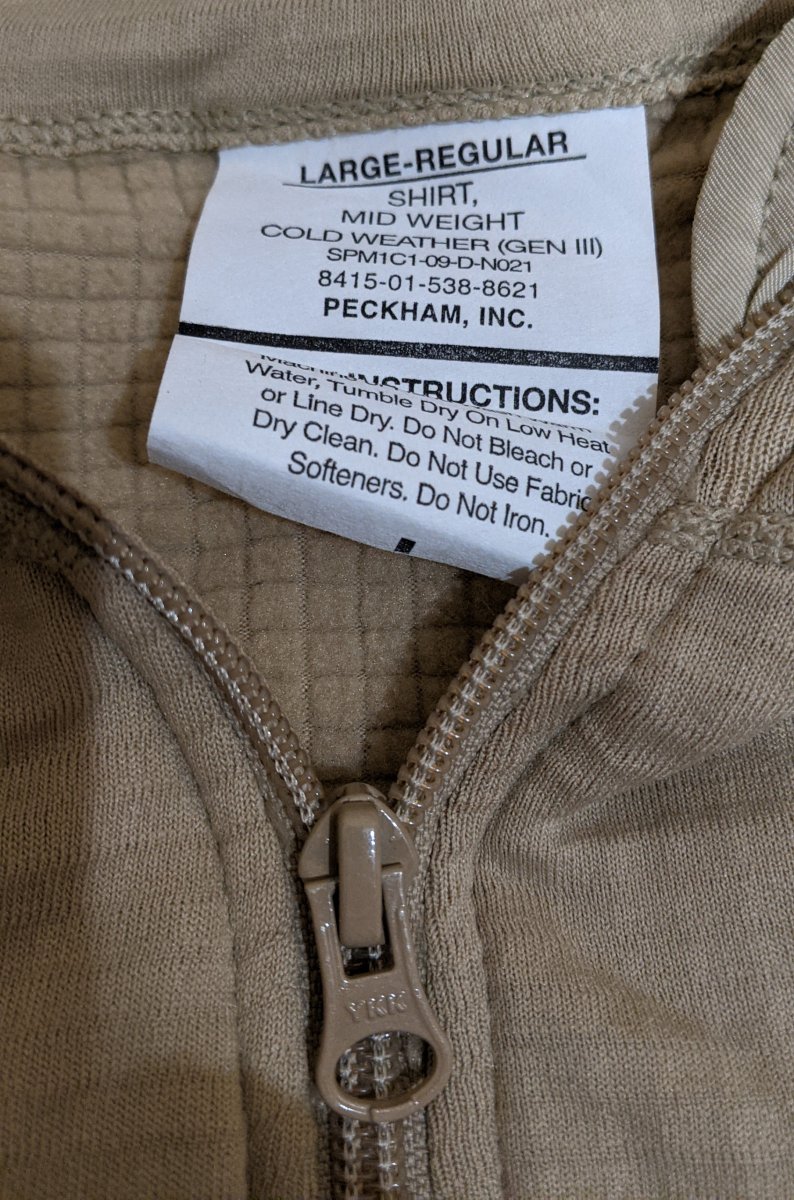 LARGE-REGULAR
SHIRT,
MID WEIGHT
COLD WEATHER (GEN III)
SPM1C1-09-D-N021
8415-01-538-8621
PECKHAM, INC.
INSTRUCTIONS:
Water, Tumble Dry On Low Heat
or Line Dry. Do Not Bleach or
Dry Clean. Do Not Use Fabric
Softeners. Do Not Iron.
YKK